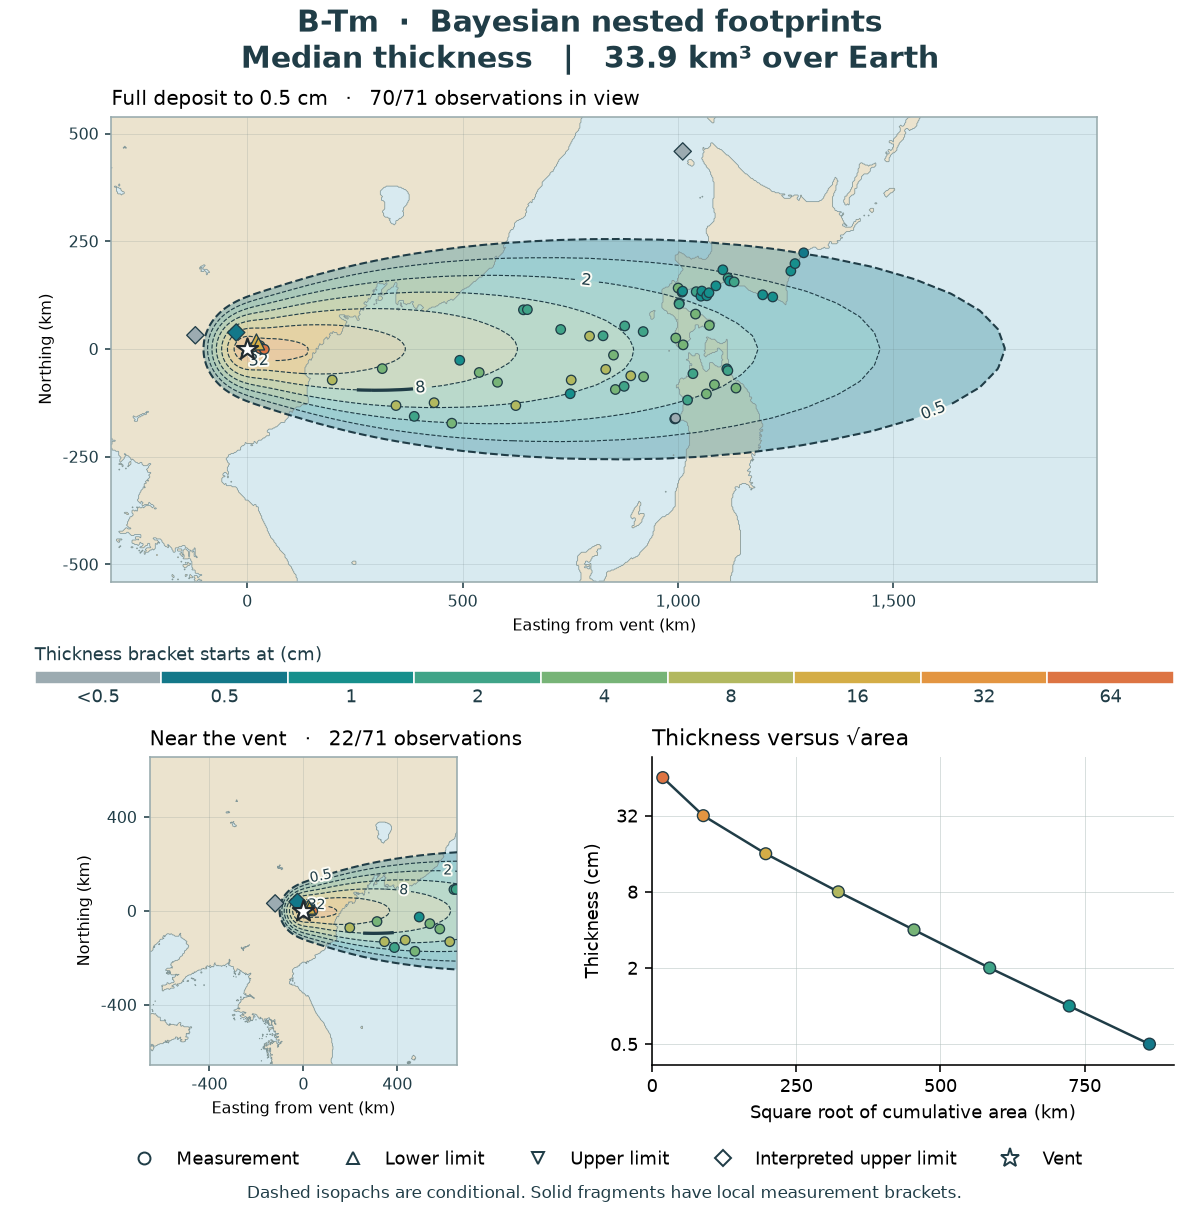 B-Tm · Bayesian nested footprints
Median thickness | 33.9 km³ over Earth
Full deposit to 0.5 cm · 70/71 observations in view
500
250
0
-250
-500
Northing (km)
2
8
32
0.5
0
500
1,000
1,500
Easting from vent (km)
Thickness bracket starts at (cm)
<0.5 0.5 1 2 4 8 16 32 64
Near the vent · 22/71 observations
400
0
-400
Northing (km)
0.5
2
8
32
-400 0 400
Easting from vent (km)
Thickness versus √area
32
8
2
0.5
Thickness (cm)
0 250 500 750
Square root of cumulative area (km)
Measurement Lower limit Upper limit Interpreted upper limit Vent
Dashed isopachs are conditional. Solid fragments have local measurement brackets.